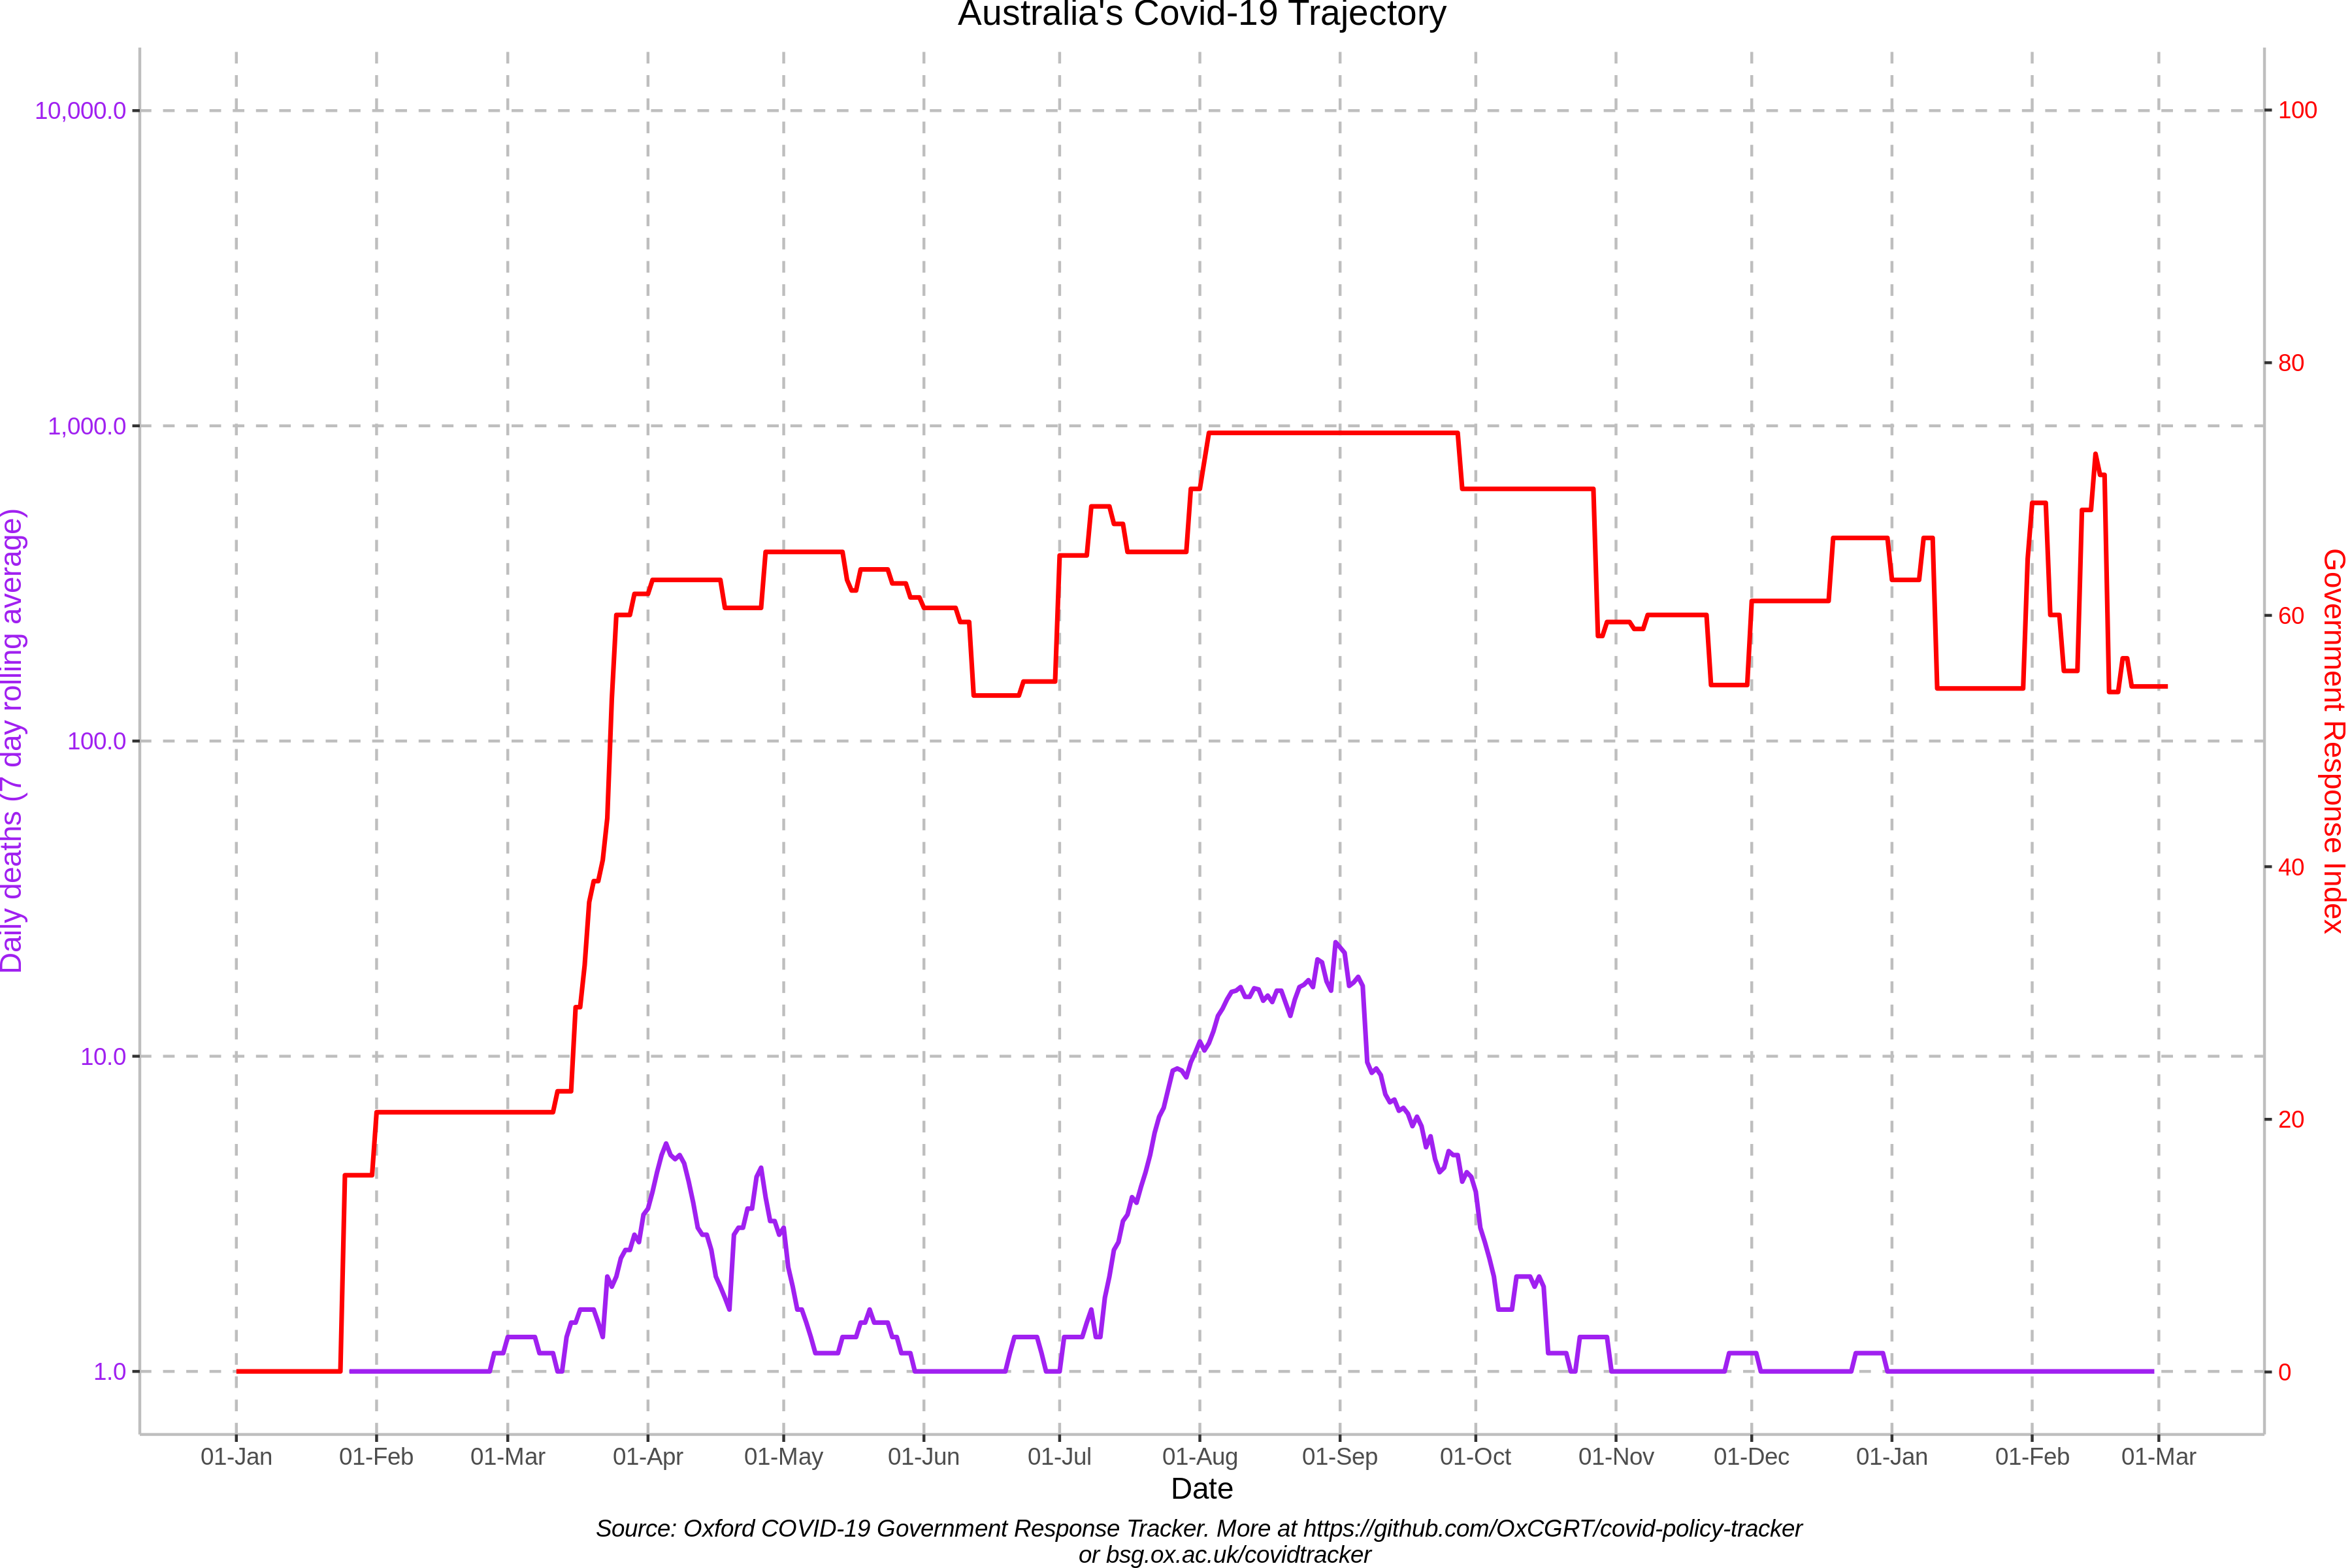 Australia's Covid-19 Trajectory
10,000.0
1,000.0
100.0
10.0
1.0
Daily deaths (7 day rolling average)
100
80
60
40
20
0
Government Response Index
01-Jan
01-Feb
01-Mar
01-Apr
01-May
01-Jun
01-Jul
01-Aug
01-Sep
01-Oct
01-Nov
01-Dec
01-Jan
01-Feb
01-Mar
Date
Source: Oxford COVID-19 Government Response Tracker. More at https://github.com/OxCGRT/covid-policy-tracker
or bsg.ox.ac.uk/covidtracker